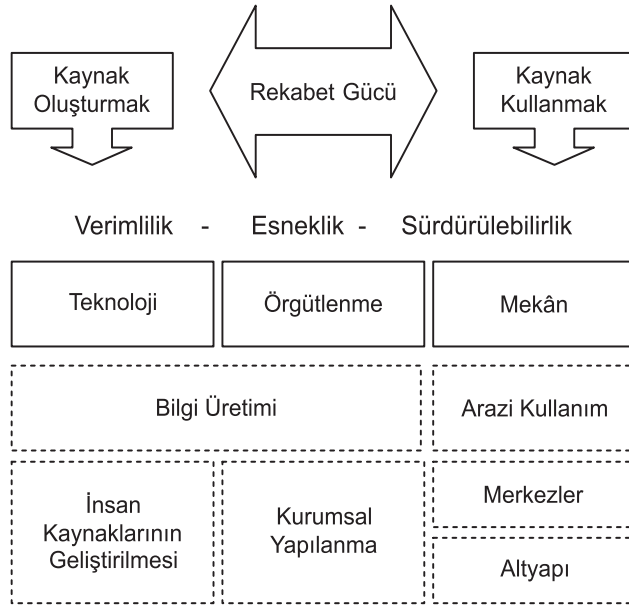 Kaynak
Oluşturmak
Rekabet Gücü
Kaynak
Kullanmak
Verimlilik - Esneklik - Sürdürülebilirlik
Teknoloji
Örgütlenme
Mekân
Bilgi Üretimi
Arazi Kullanım
İnsan
Kaynaklarının
Geliştirilmesi
Kurumsal
Yapılanma
Merkezler
Altyapı